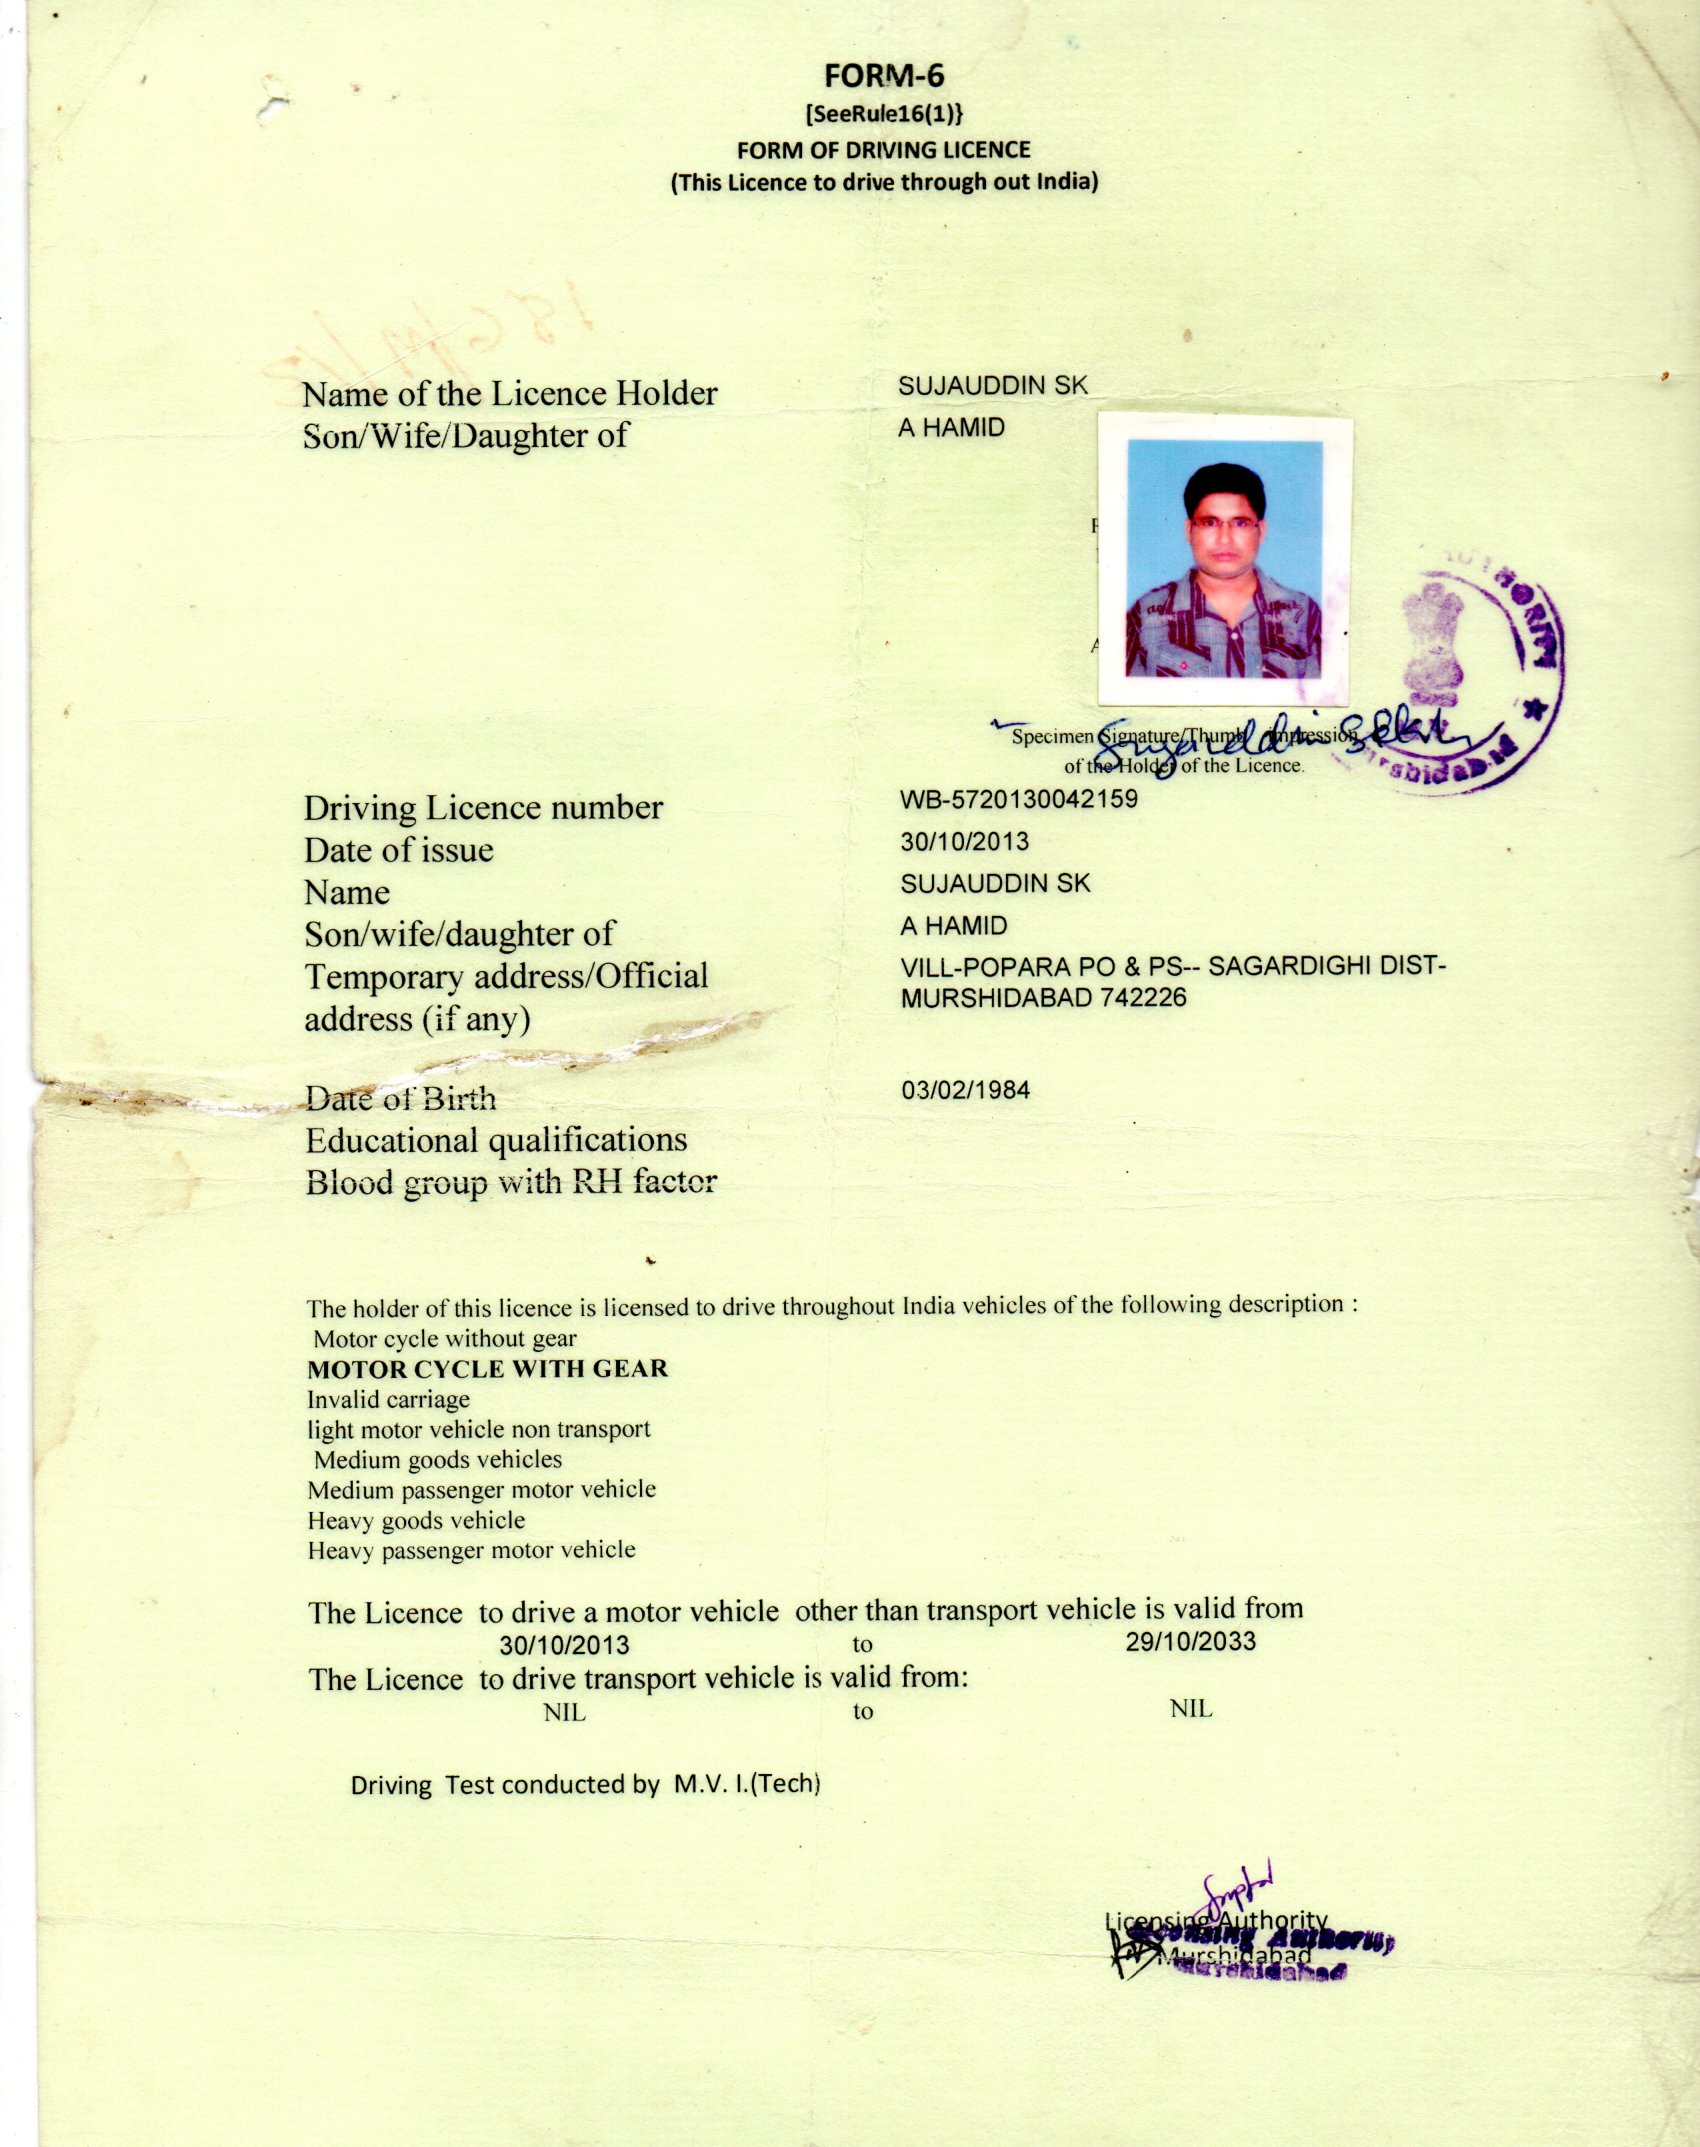 FORM-6
[SeeRule16(1)}
FORM OF DRIVING LICENCE
(This Licence to drive through out India)
Name of the Licence Holder SUJAUDDIN SK
Son/Wife/Daughter of A HAMID
Specimen Signature/Thumb Impression
of the Holder of the Licence.
Driving Licence number WB-5720130042159
Date of issue 30/10/2013
Name SUJAUDDIN SK
Son/wife/daughter of A HAMID
Temporary address/Official VILL-POPARA PO & PS-- SAGARDIGHI DIST-
address (if any) MURSHIDABAD 742226
Date of Birth 03/02/1984
Educational qualifications
Blood group with RH factor
The holder of this licence is licensed to drive throughout India vehicles of the following description :
Motor cycle without gear
MOTOR CYCLE WITH GEAR
Invalid carriage
light motor vehicle non transport
Medium goods vehicles
Medium passenger motor vehicle
Heavy goods vehicle
Heavy passenger motor vehicle
The Licence to drive a motor vehicle other than transport vehicle is valid from
30/10/2013 to 29/10/2033
The Licence to drive transport vehicle is valid from:
NIL to NIL
Driving Test conducted by M.V. I.(Tech)
Licensing Authority
Licensing Authority,
Murshidabad
Murshidabad